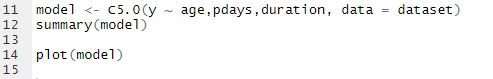 11 model <- C5.0(y ~ age,pdays,duration, data = dataset)
12 summary(model)
13
14 plot(model)
15